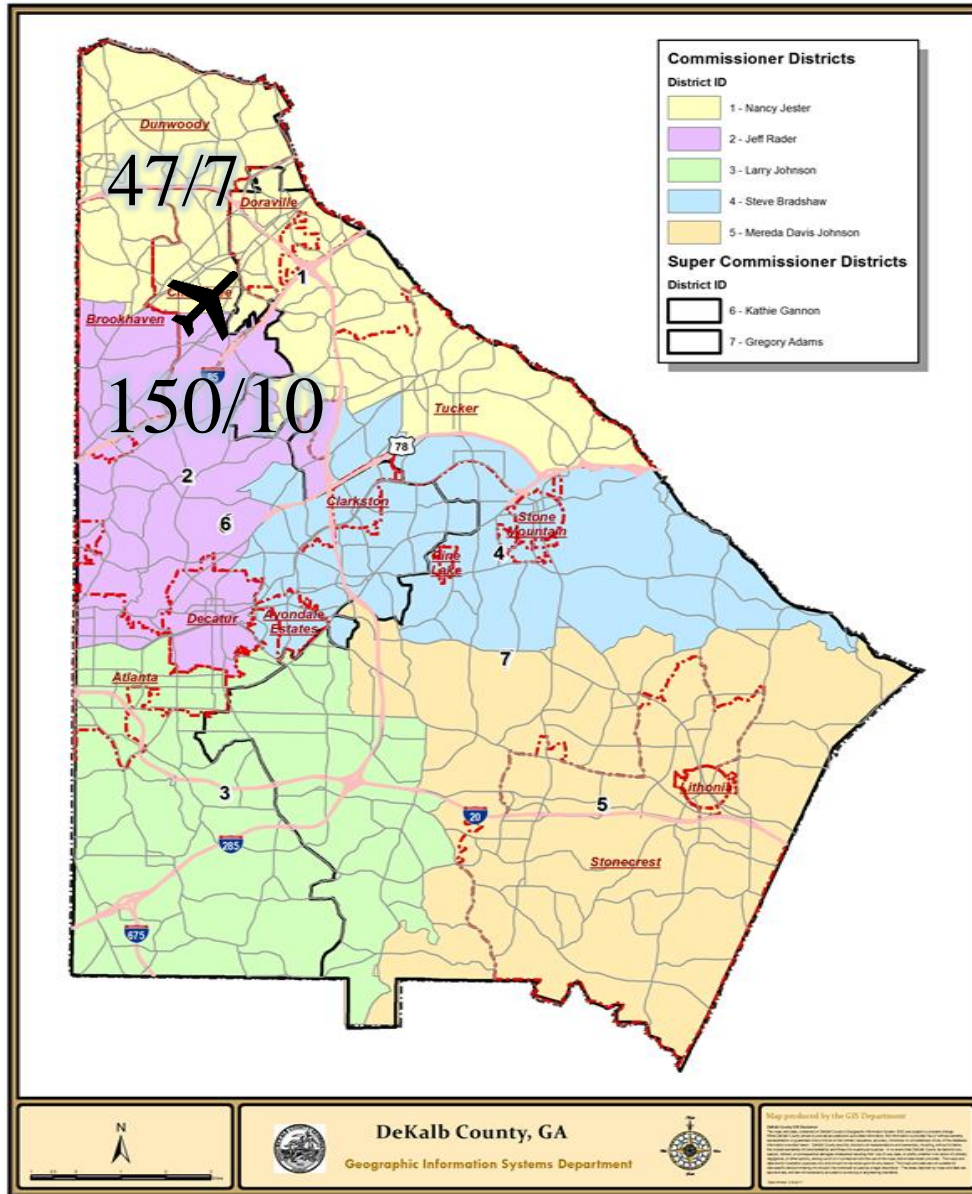 Commissioner Districts
District ID
1 - Nancy Jester
2 - Jeff Rader
3 - Larry Johnson
4 - Steve Bradshaw
5 - Mereda Davis Johnson
Super Commissioner Districts
District ID
6 - Kathie Gannon
7 - Gregory Adams
Dunwoody
47/7
Doraville
1
Brookhaven
85
150/10
Tucker
78
2
Clarkston
6
Stone
Mountain
4
Lake
Decatur
Avondale
Estates
7
Atlanta
3
5
20
285
Stonecrest
675
N
DeKalb County, GA
Geographic Information Systems Department
Map produced by the GIS Department